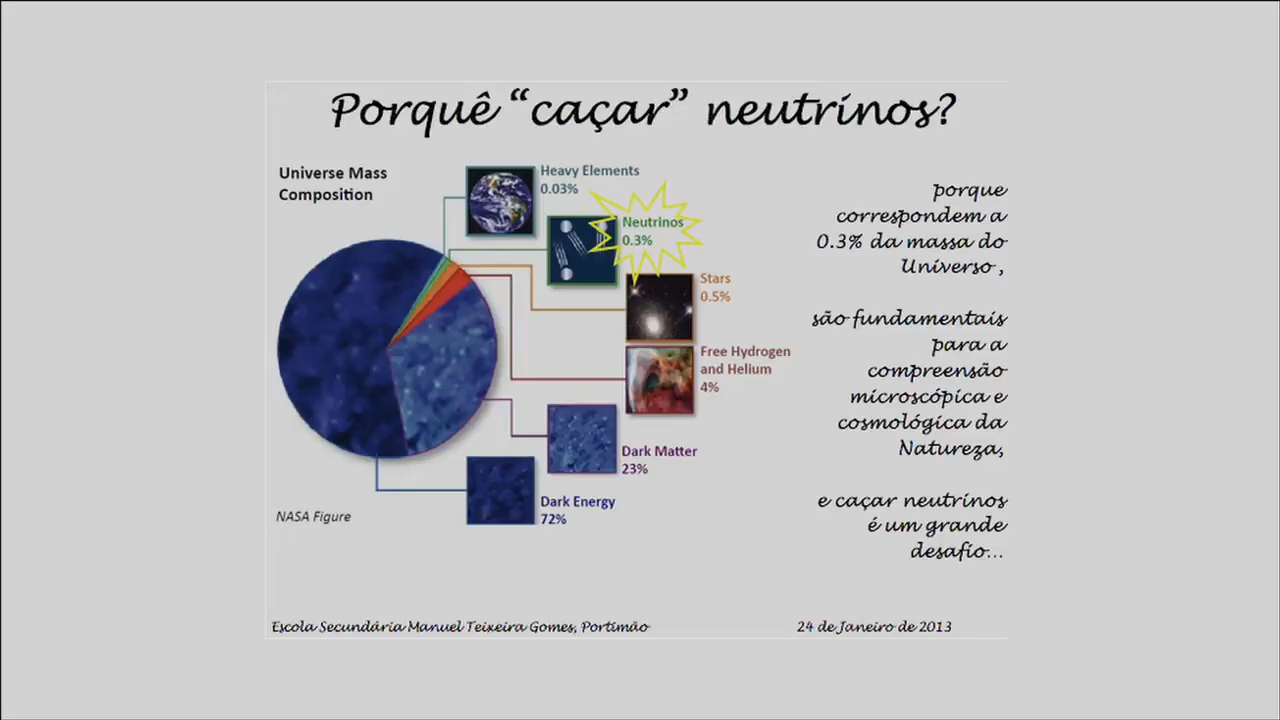 Porquê “caçar” neutrinos?
Universe Mass
Composition
Heavy Elements
0.03%
Neutrinos
0.3%
Stars
0.5%
Free Hydrogen
and Helium
4%
Dark Matter
23%
Dark Energy
72%
NASA Figure
porque
correspondem a
0.3% da massa do
Universo ,
são fundamentais
para a
compreensão
microscópica e
cosmológica da
Natureza,
e caçar neutrinos
é um grande
desafio...
Escola Secundária Manuel Teixeira Gomes, Portimão
24 de Janeiro de 2013